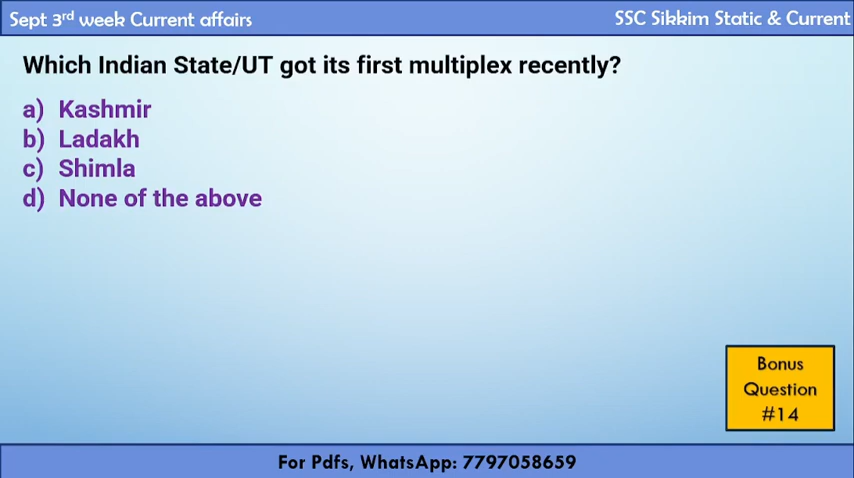 Sept 3rd week Current affairs
SSC Sikkim Static & Current
Which Indian State/UT got its first multiplex recently?
a) Kashmir
b) Ladakh
c) Shimla
d) None of the above
Bonus
Question
#14
For Pdfs, WhatsApp: 7797058659